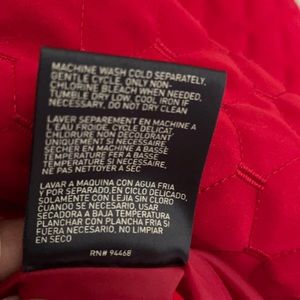 MACHINE WASH COLD SEPARATELY,
GENTLE CYCLE. ONLY NON-
CHLORINE BLEACH WHEN NEEDED,
TUMBLE DRY LOW. COOL IRON IF
NECESSARY, DO NOT DRY CLEAN
LAVER SEPAREMENT EN MACHINE A
L'EAU FROIDE, CYCLE DELICAT,
CHLORURE NON DECOLORANT
UNIQUEMENT SI NECESSAIRE,
SECHER EN MACHINE A BASSE
TEMPERATURE FER A BASSE
TEMPERATURE SI NECESSAIRE,
NE PAS NETTOYER A SEC
LAVAR A MAQUINA CON AGUA FRIA
Y POR SEPARADO, EN CICLO DELICADO,
SOLAMENTE CON LEJA SIN CLORO
CUANDO SE NECESARIO, USAR
SECADORA A BAJA TEMPERATURA
PLANCHAR CON PLANCHA FRIA SI
FUERA NECESARIO, NO LIMPIAR
EN SECO
RN# 94468